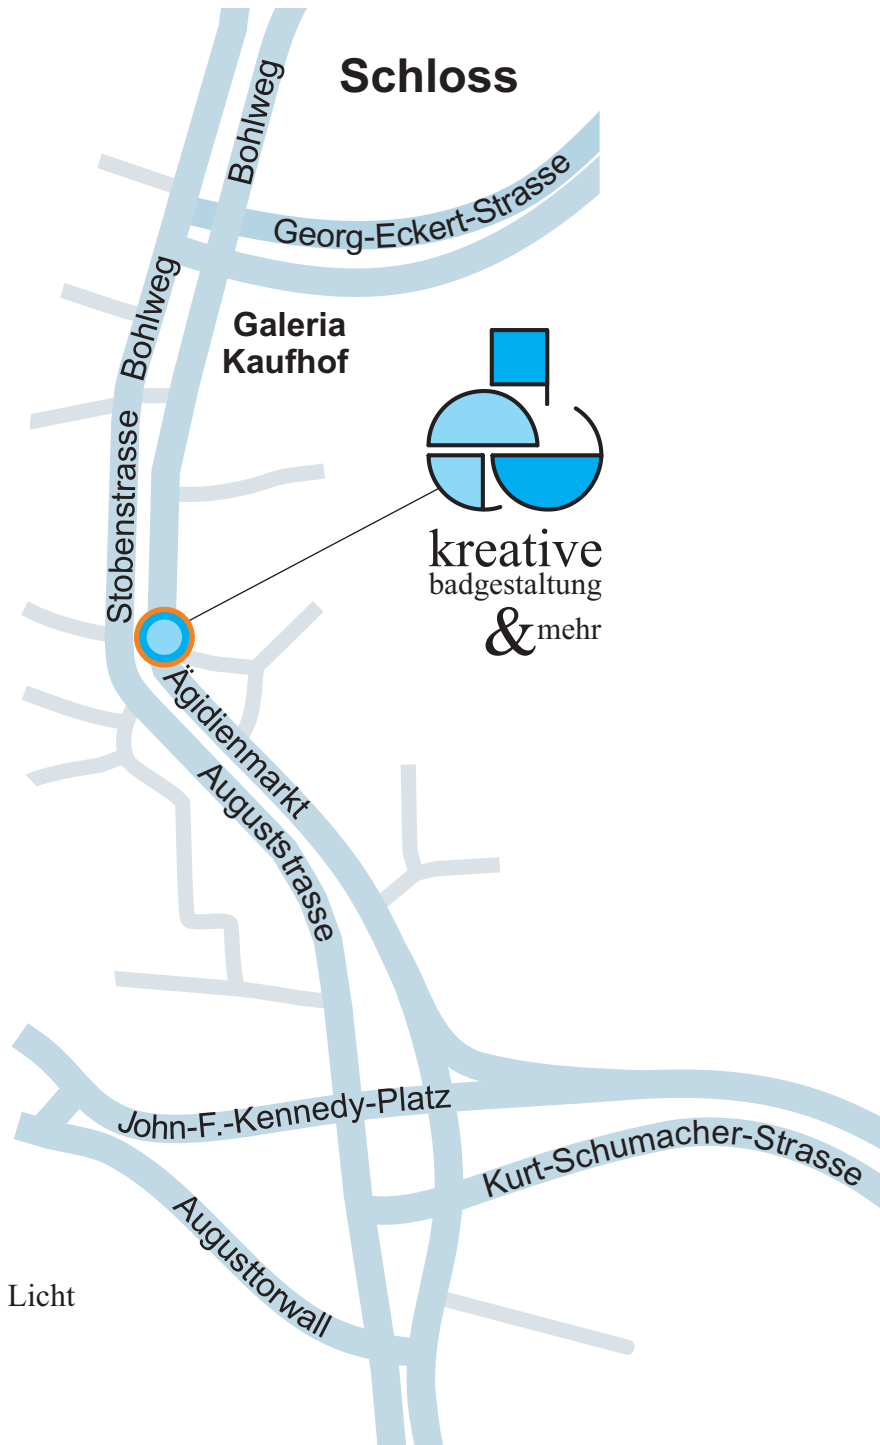 Schloss
Bohlweg
Georg-Eckert-Strasse
Bohlweg
Galeria
Kaufhof
Stobenstrasse
kreative
badgestaltung
& mehr
Ägidienmarkt
Auguststrasse
John-F.-Kennedy-Platz
Kurt-Schumacher-Strasse
Augusttorwall
Licht